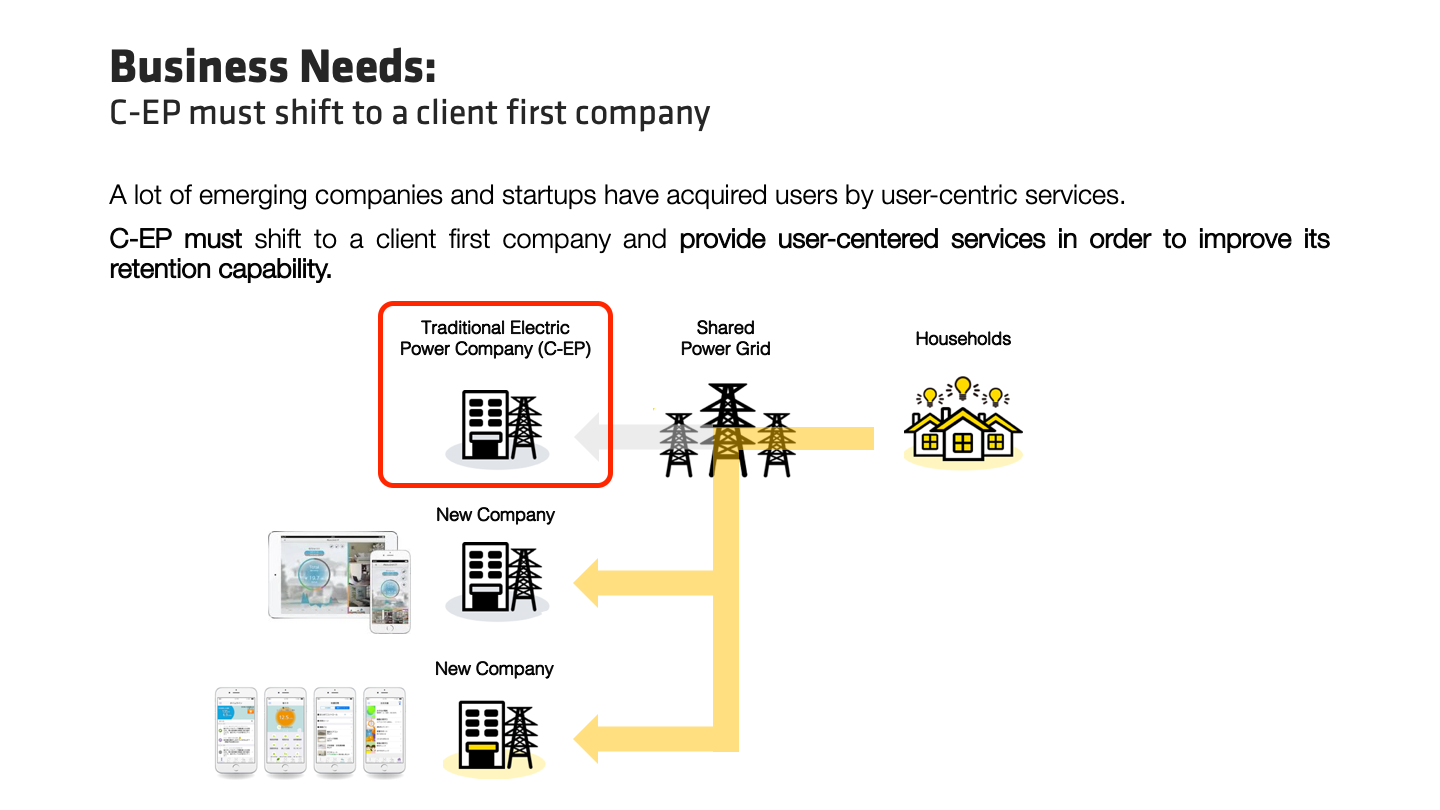 Business Needs:
C-EP must shift to a client first company
A lot of emerging companies and startups have acquired users by user-centric services.
C-EP must shift to a client first company and provide user-centered services in order to improve its
retention capability.
Traditional Electric
Power Company (C-EP)
Shared
Power Grid
Households
New Company
New Company